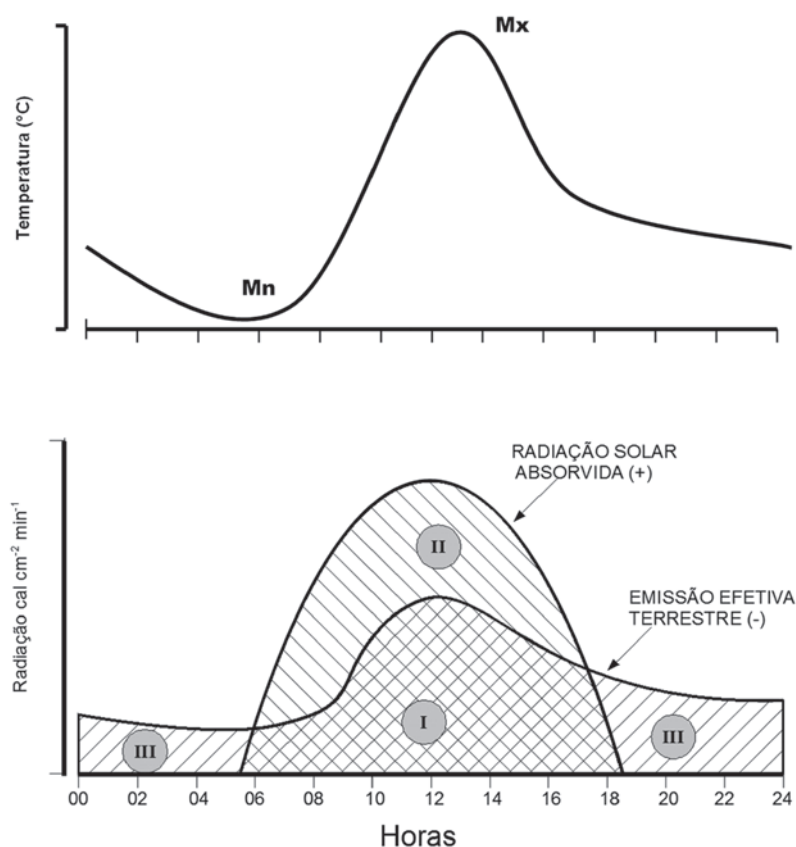 Mx
Temperatura (°C)
Mn
RADIAÇÃO SOLAR
ABSORVIDA (+)
II
EMISSÃO EFETIVA
TERRESTRE (-)
Radiação cal cm⁻² min⁻¹
I
III
III
00 02 04 06 08 10 12 14 16 18 20 22 24
Horas